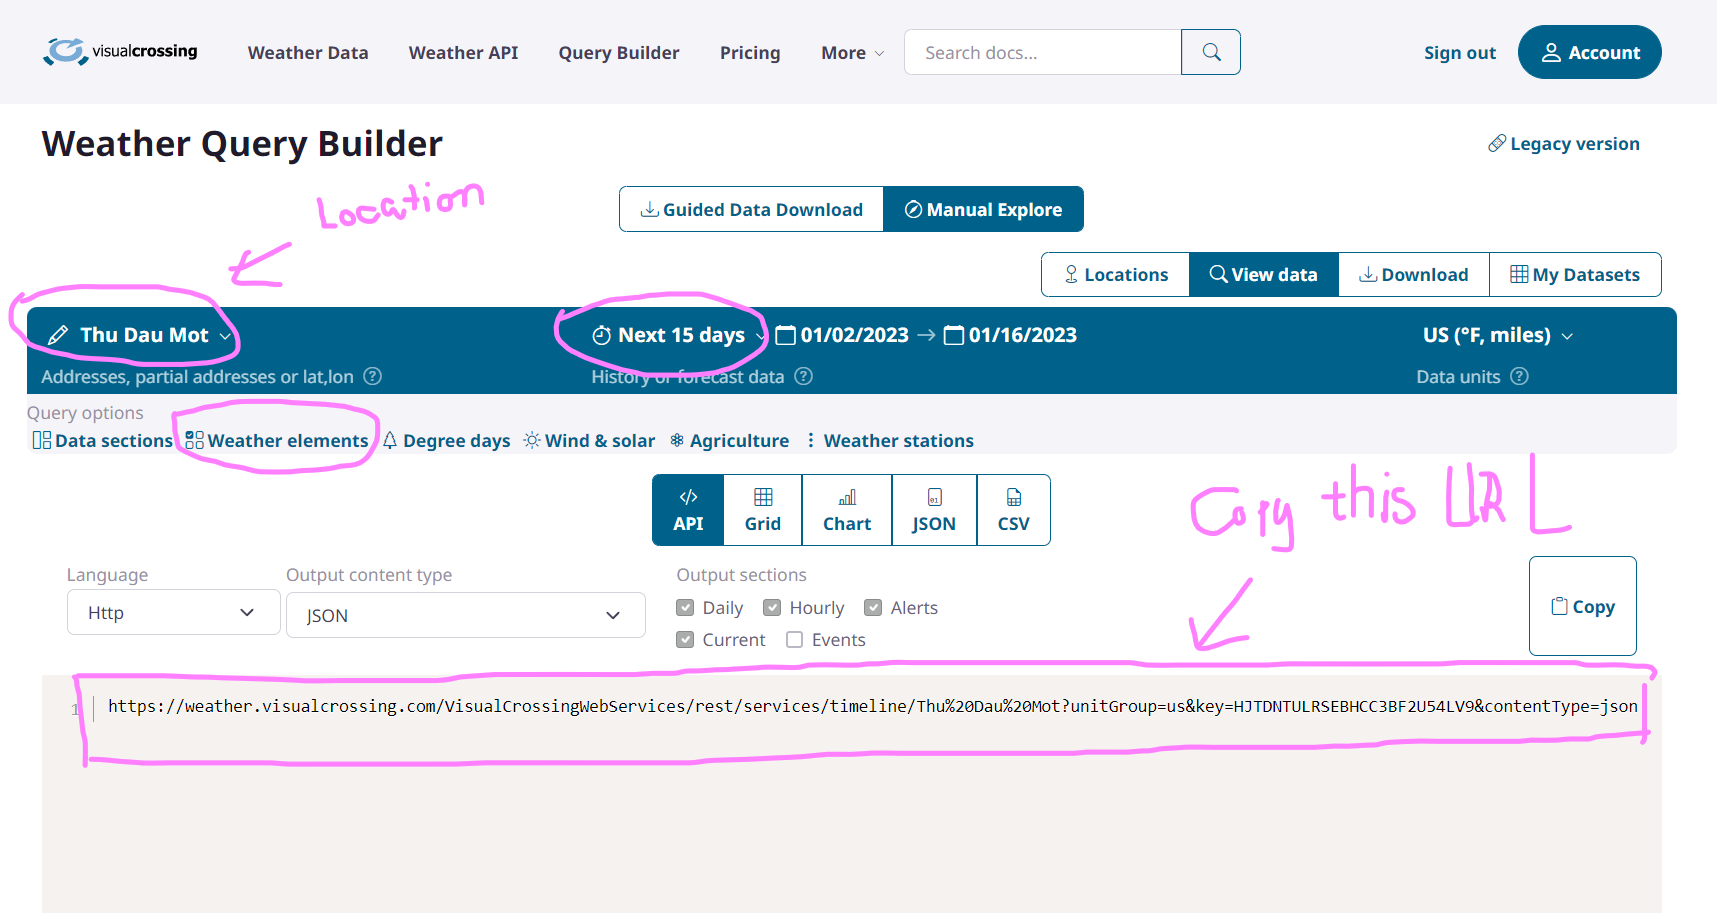 visualcrossing Weather Data Weather API Query Builder Pricing More Search docs... Sign out Account
Weather Query Builder
Legacy version
Location
Guided Data Download Manual Explore
Locations View data Download My Datasets
Thu Dau Mot Next 15 days 01/02/2023 → 01/16/2023 US (°F, miles)
Addresses, partial addresses or lat,lon ? History or forecast data ? Data units ?
Query options
Data sections Weather elements Degree days Wind & solar Agriculture Weather stations
Copy this URL
API Grid Chart JSON CSV
Language Output content type Output sections
Http JSON Daily Hourly Alerts
Current Events
Copy
1 https://weather.visualcrossing.com/VisualCrossingWebServices/rest/services/timeline/Thu%20Dau%20Mot?unitGroup=us&key=HJTDNTULRSEBHCC3BF2U54LV9&contentType=json